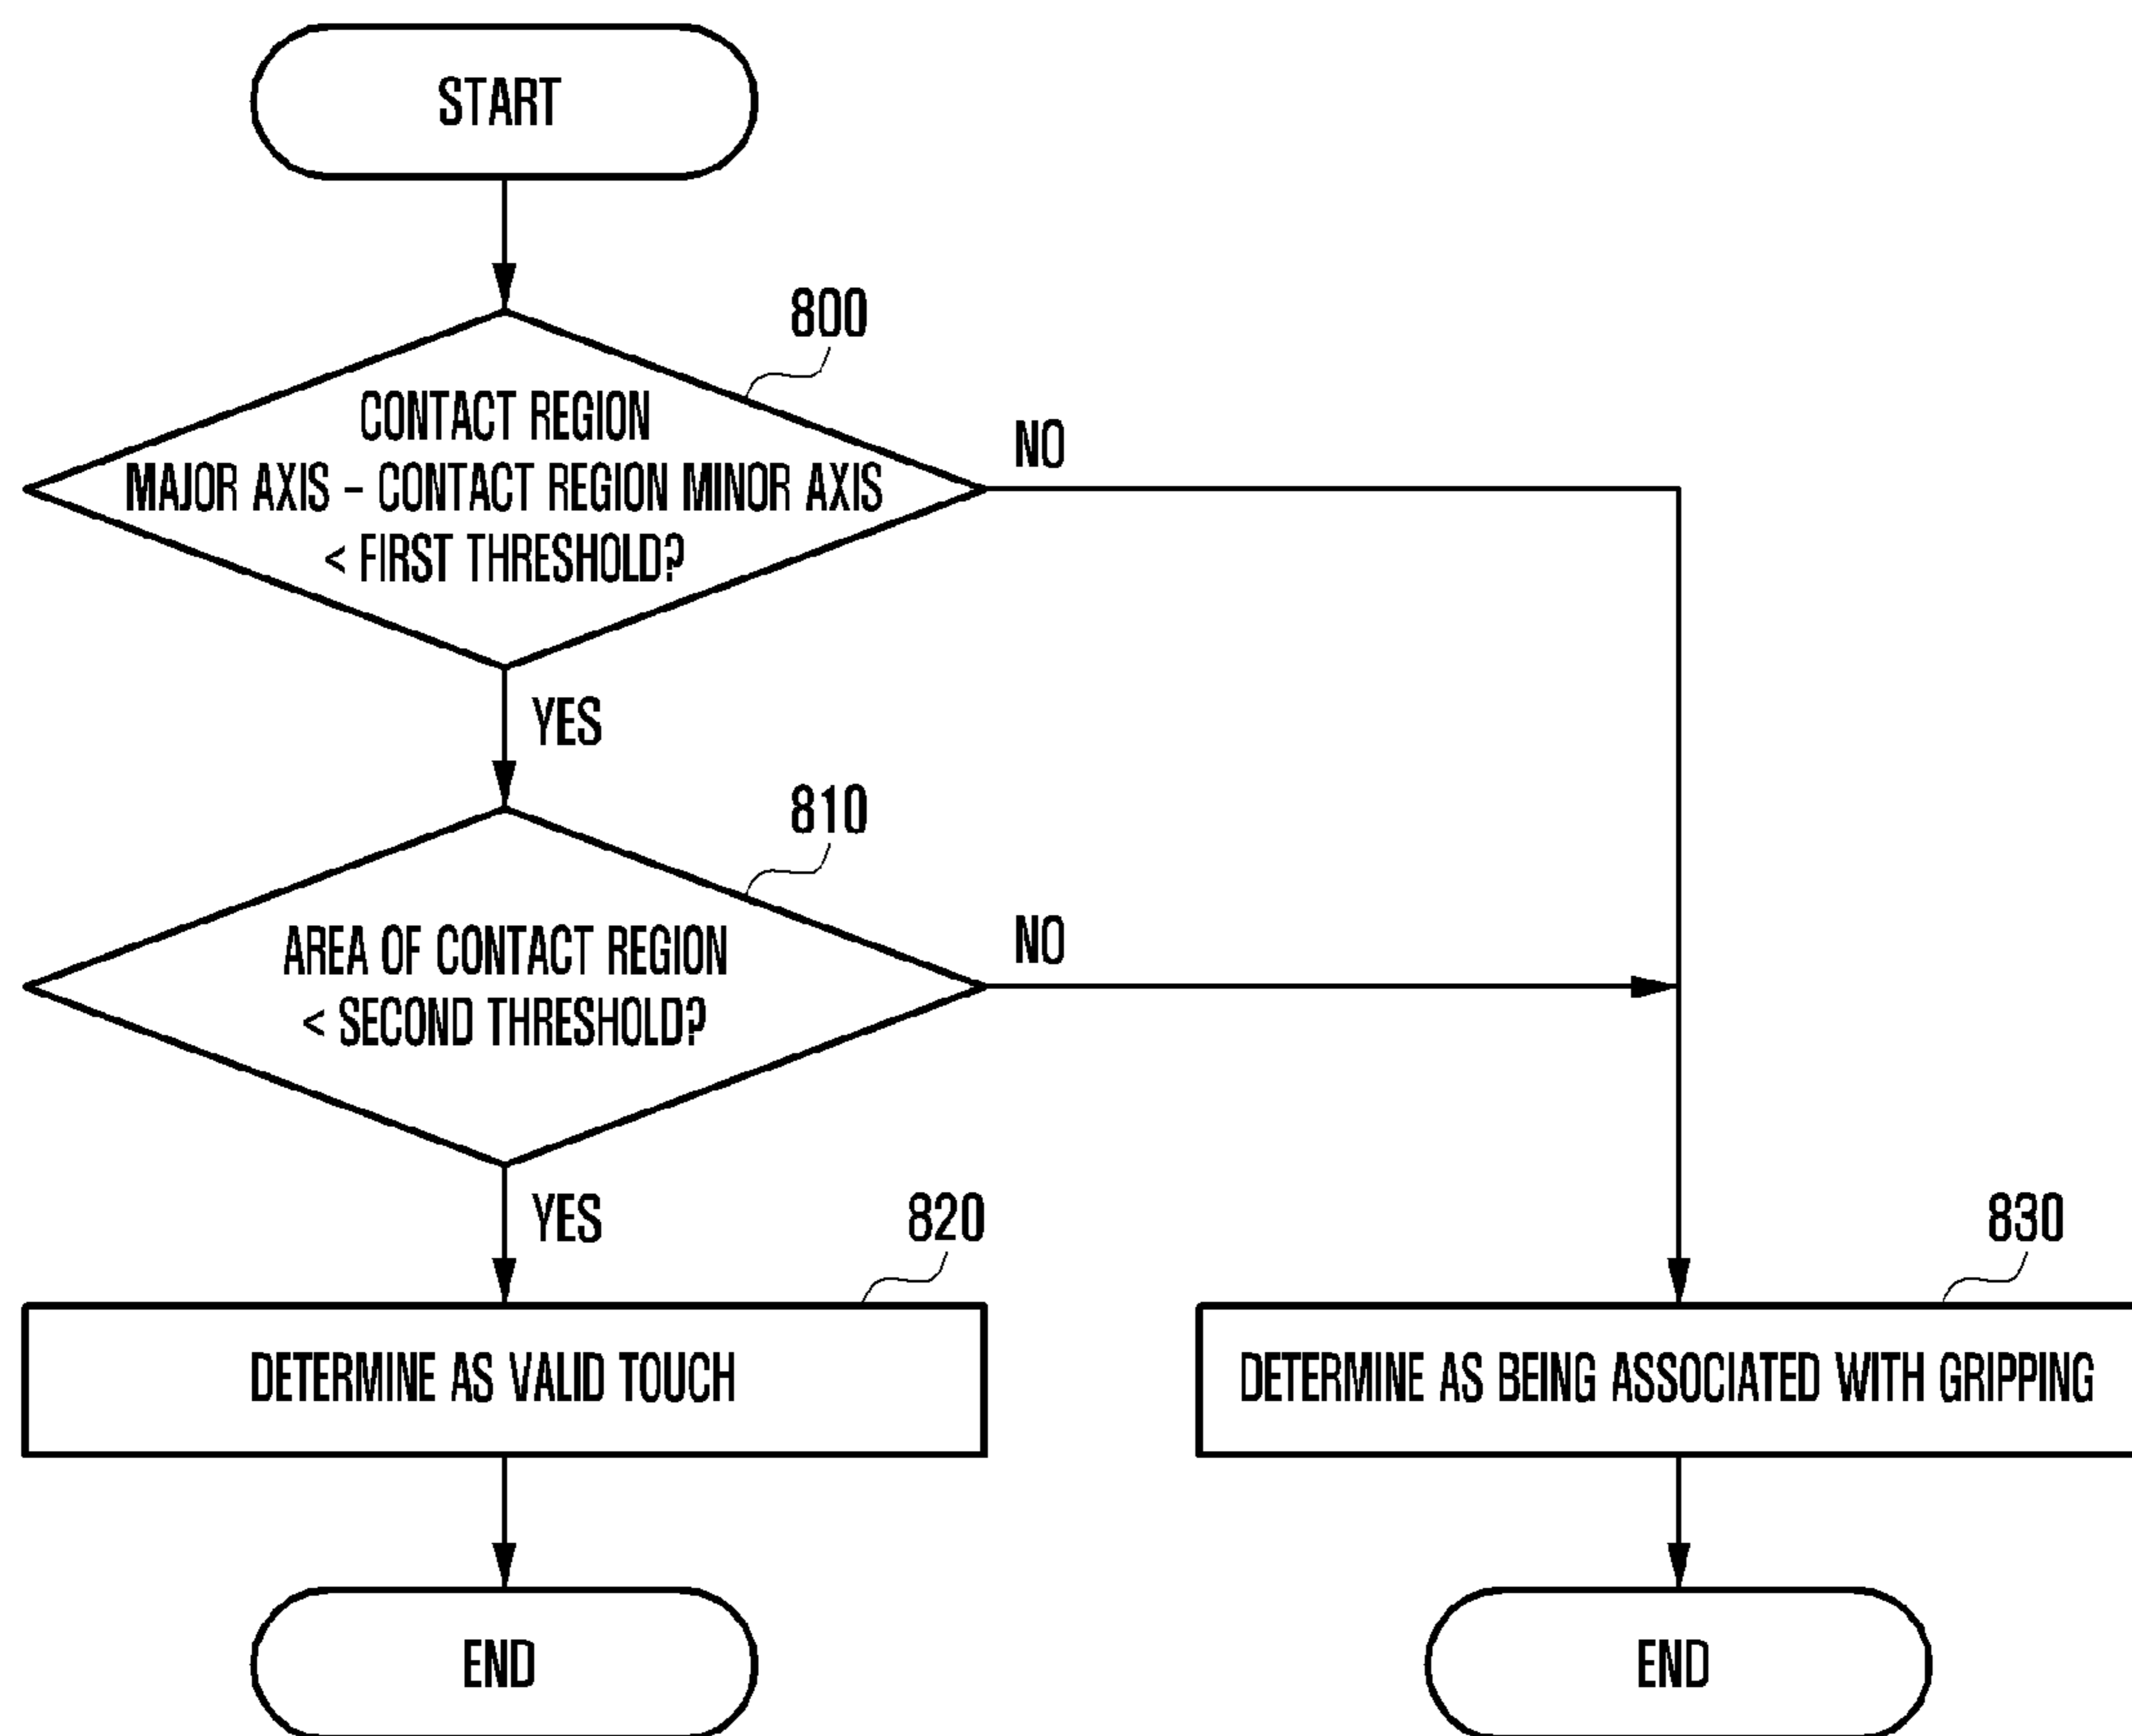 START
800
CONTACT REGION
MAJOR AXIS – CONTACT REGION MINOR AXIS
< FIRST THRESHOLD?
NO
YES
810
AREA OF CONTACT REGION
< SECOND THRESHOLD?
NO
YES
820
830
DETERMINE AS VALID TOUCH
DETERMINE AS BEING ASSOCIATED WITH GRIPPING
END
END